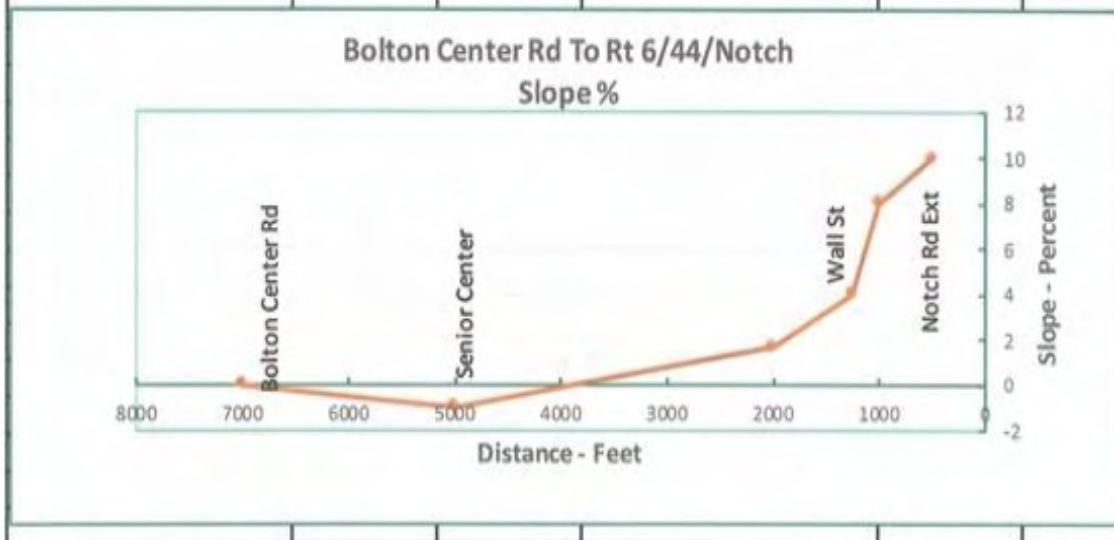 Bolton Center Rd To Rt 6/44/Notch
Slope %
12
10
8
6
4
2
0
-2
Slope - Percent
Bolton Center Rd
Senior Center
Wall St
Notch Rd Ext
8000 7000 6000 5000 4000 3000 2000 1000 0
Distance - Feet